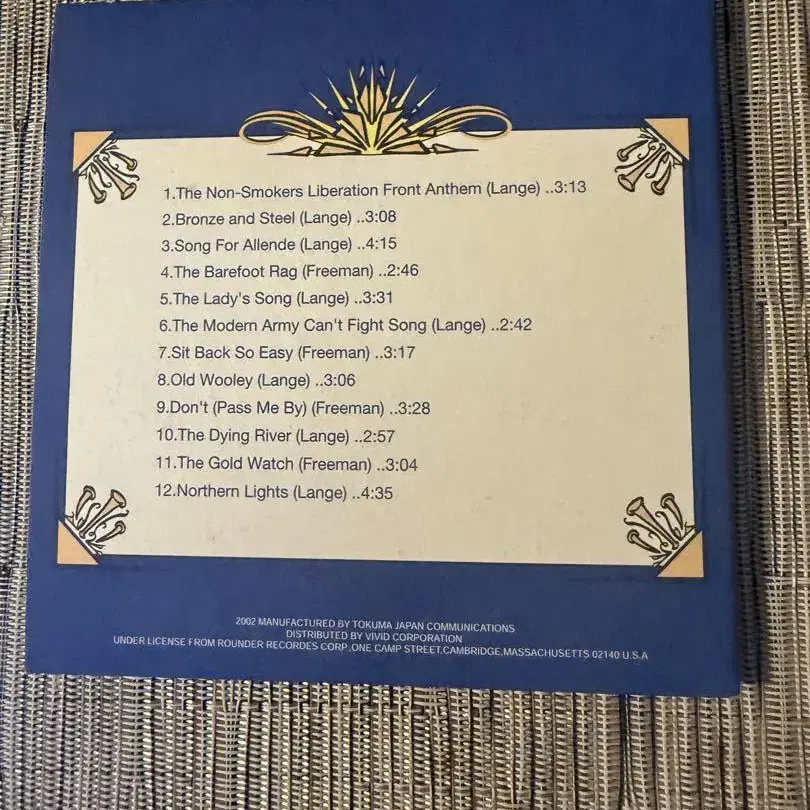 1.The Non-Smokers Liberation Front Anthem (Lange) ..3:13
2.Bronze and Steel (Lange) ..3:08
3.Song For Allende (Lange) ..4:15
4.The Barefoot Rag (Freeman) ..2:46
5.The Lady's Song (Lange) ..3:31
6.The Modern Army Can't Fight Song (Lange) ..2:42
7.Sit Back So Easy (Freeman) ..3:17
8.Old Wooley (Lange) ..3:06
9.Don't (Pass Me By) (Freeman) ..3:28
10.The Dying River (Lange) ..2:57
11.The Gold Watch (Freeman) ..3:04
12.Northern Lights (Lange) ..4:35
2002 MANUFACTURED BY TOKUMA JAPAN COMMUNICATIONS
DISTRIBUTED BY VIVID CORPORATION
UNDER LICENSE FROM ROUNDER RECORDES CORP.,ONE CAMP STREET,CAMBRIDGE,MASSACHUSETTS 02140 U.S.A